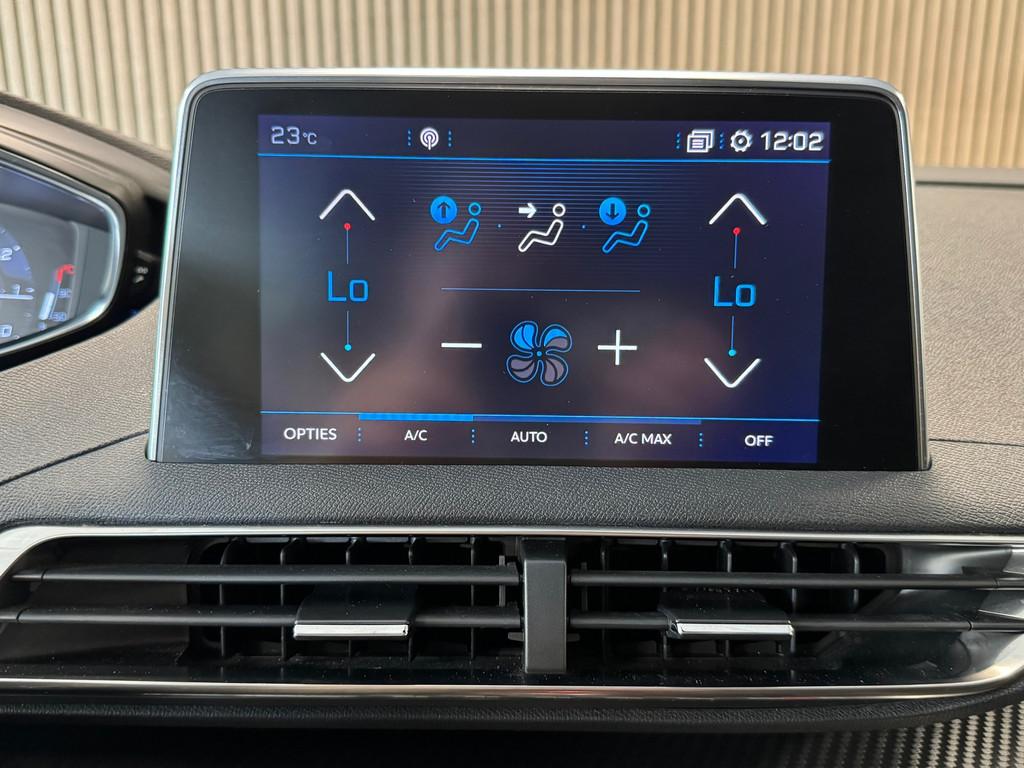 23°C 12:02
Lo Lo
OPTIES A/C AUTO A/C MAX OFF